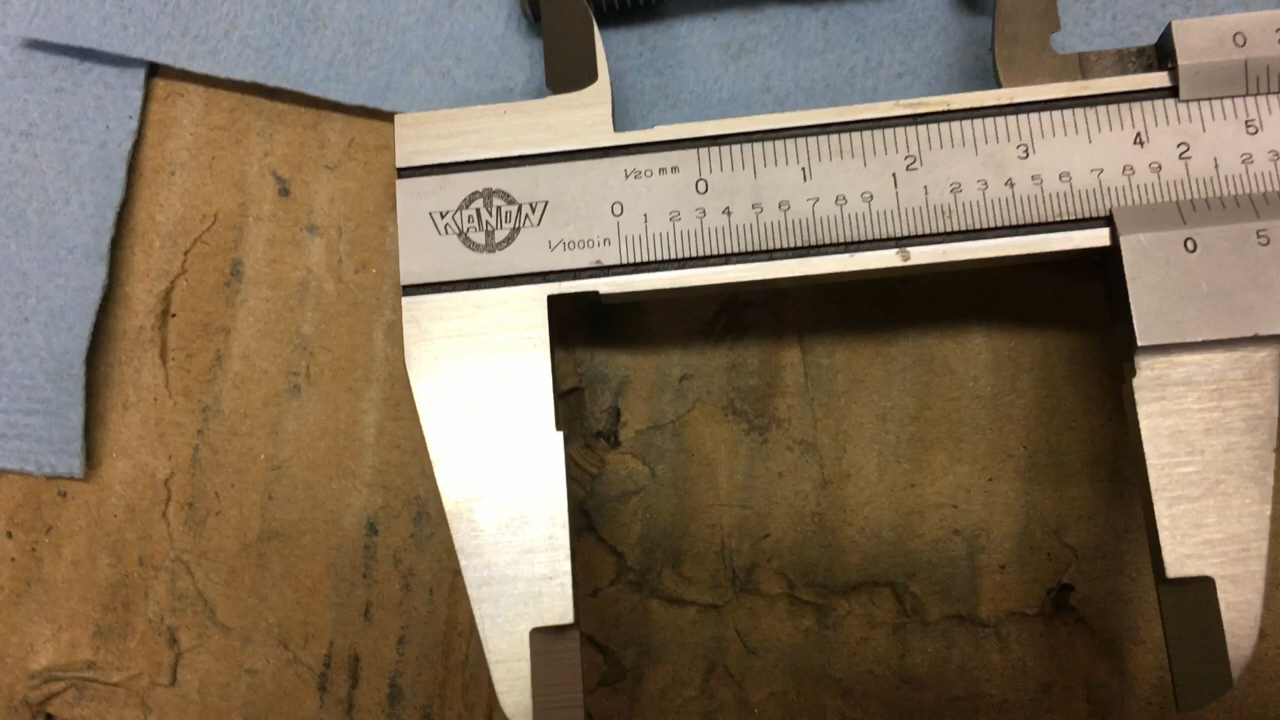 0 1
1/20 mm 0 1 2 3 4 5
KANON
0 1 2 3 4 5 6 7 8 9 1 1 2 3 4 5 6 7 8 9 2 1 2 3
1/1000in
0 5